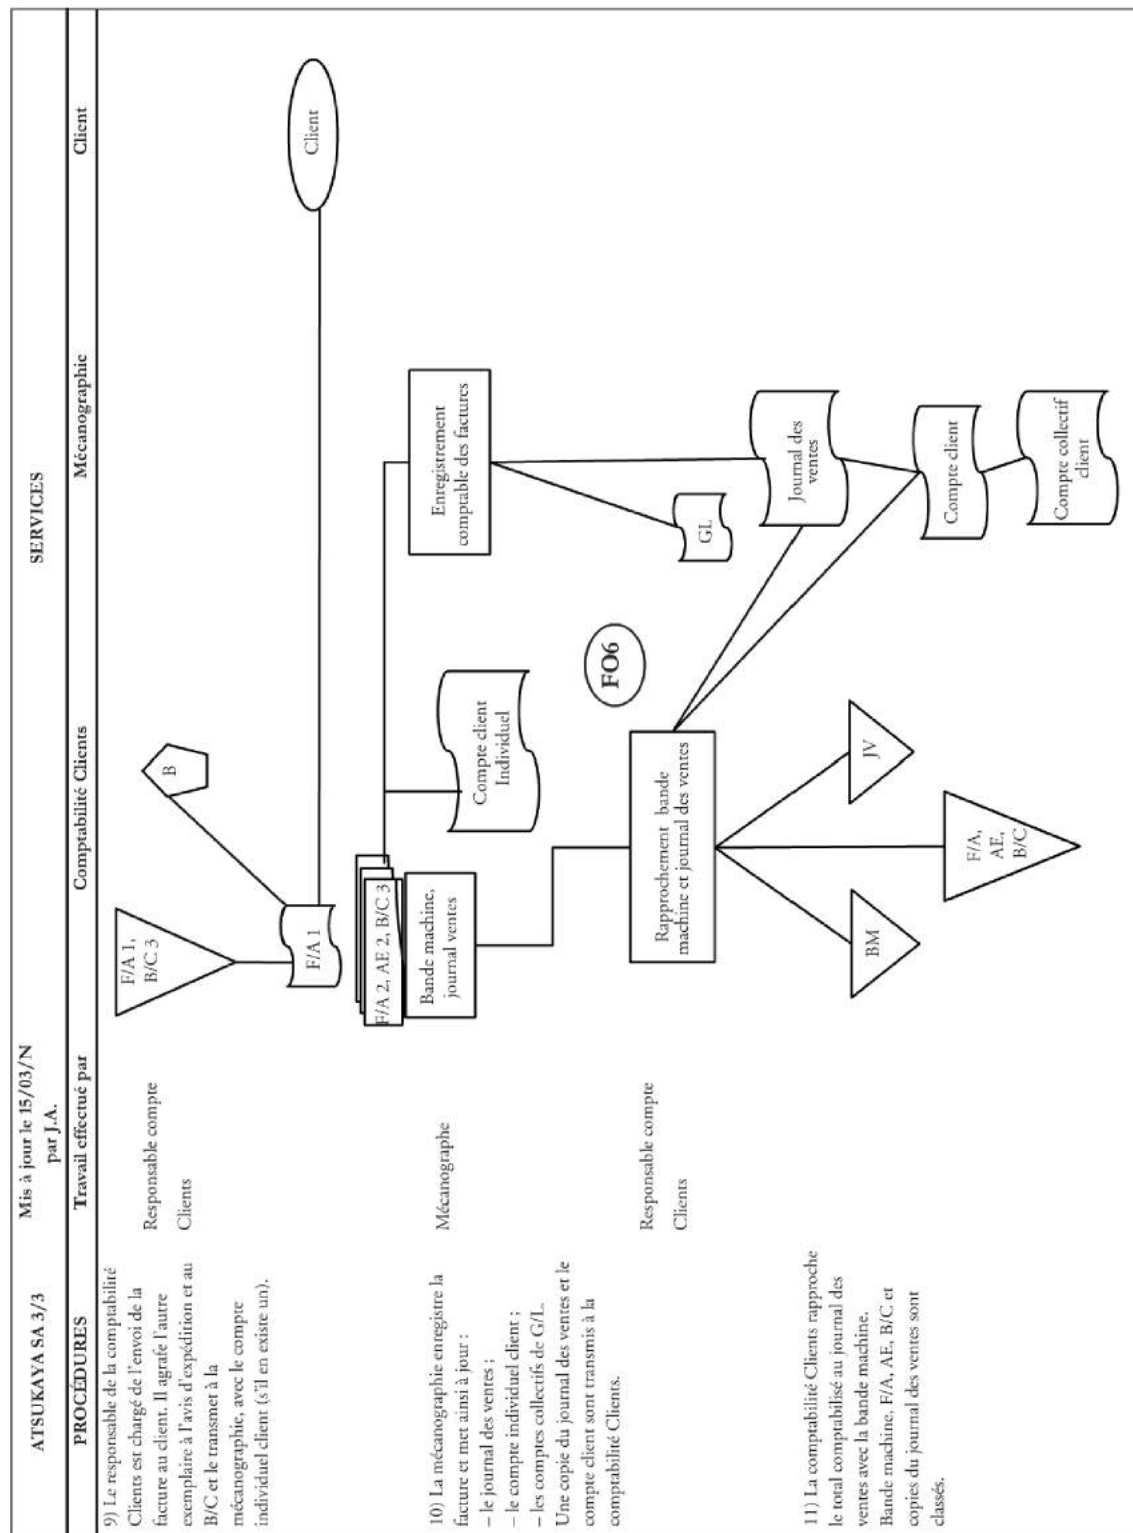 ATSUKAYA SA 3/3
Mis à jour le 15/03/N
par J.A.
SERVICES
PROCÉDURES
Travail effectué par
Comptabilité Clients
Mécanographie
Client
9) Le responsable de la comptabilité
Clients est chargé de l'envoi de la
facture au client. Il agrafe l'autre
exemplaire à l'avis d'expédition et au
B/C et le transmet à la
mécanographie, avec le compte
individuel client (s'il en existe un).
Responsable compte
Clients
F/A 1,
B/C 3
B
F/A 1
Client
10) La mécanographie enregistre la
facture et met ainsi à jour :
– le journal des ventes ;
– le compte individuel client ;
– les comptes collectifs de G/L.
Une copie du journal des ventes et le
compte client sont transmis à la
comptabilité Clients.
Mécanographe
F/A 2, AE 2, B/C 3
Bande machine,
journal ventes
Compte client
Individuel
Enregistrement
comptable des factures
FO6
GL
Journal des
ventes
Compte client
Compte collectif
client
Responsable compte
Clients
Rapprochement bande
machine et journal des ventes
11) La comptabilité Clients rapproche
le total comptabilisé au journal des
ventes avec la bande machine.
Bande machine, F/A, AE, B/C et
copies du journal des ventes sont
classés.
BM
JV
F/A,
AE,
B/C